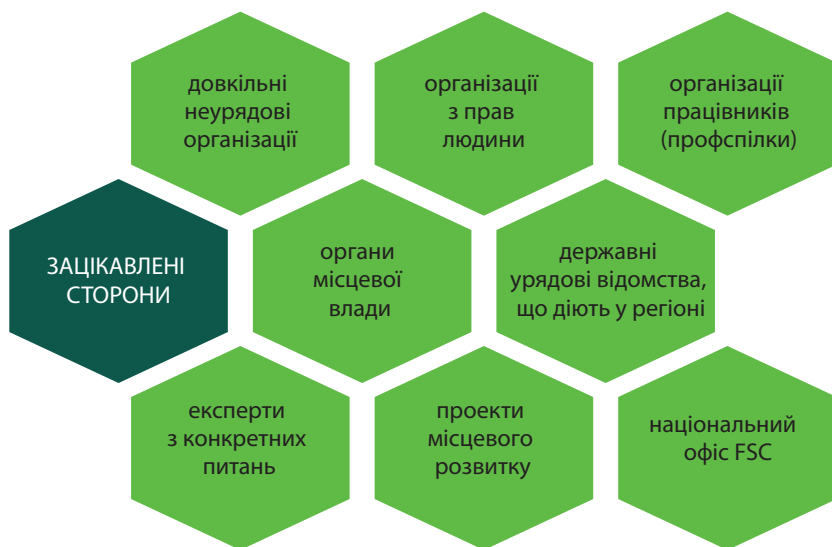 довкільні
неурядові
організації
організації
з прав
людини
організації
працівників
(профспілки)
ЗАЦІКАВЛЕНІ
СТОРОНИ
органи
місцевої
влади
державні
урядові відомства,
що діють у регіоні
експерти
з конкретних
питань
проекти
місцевого
розвитку
національний
офіс FSC